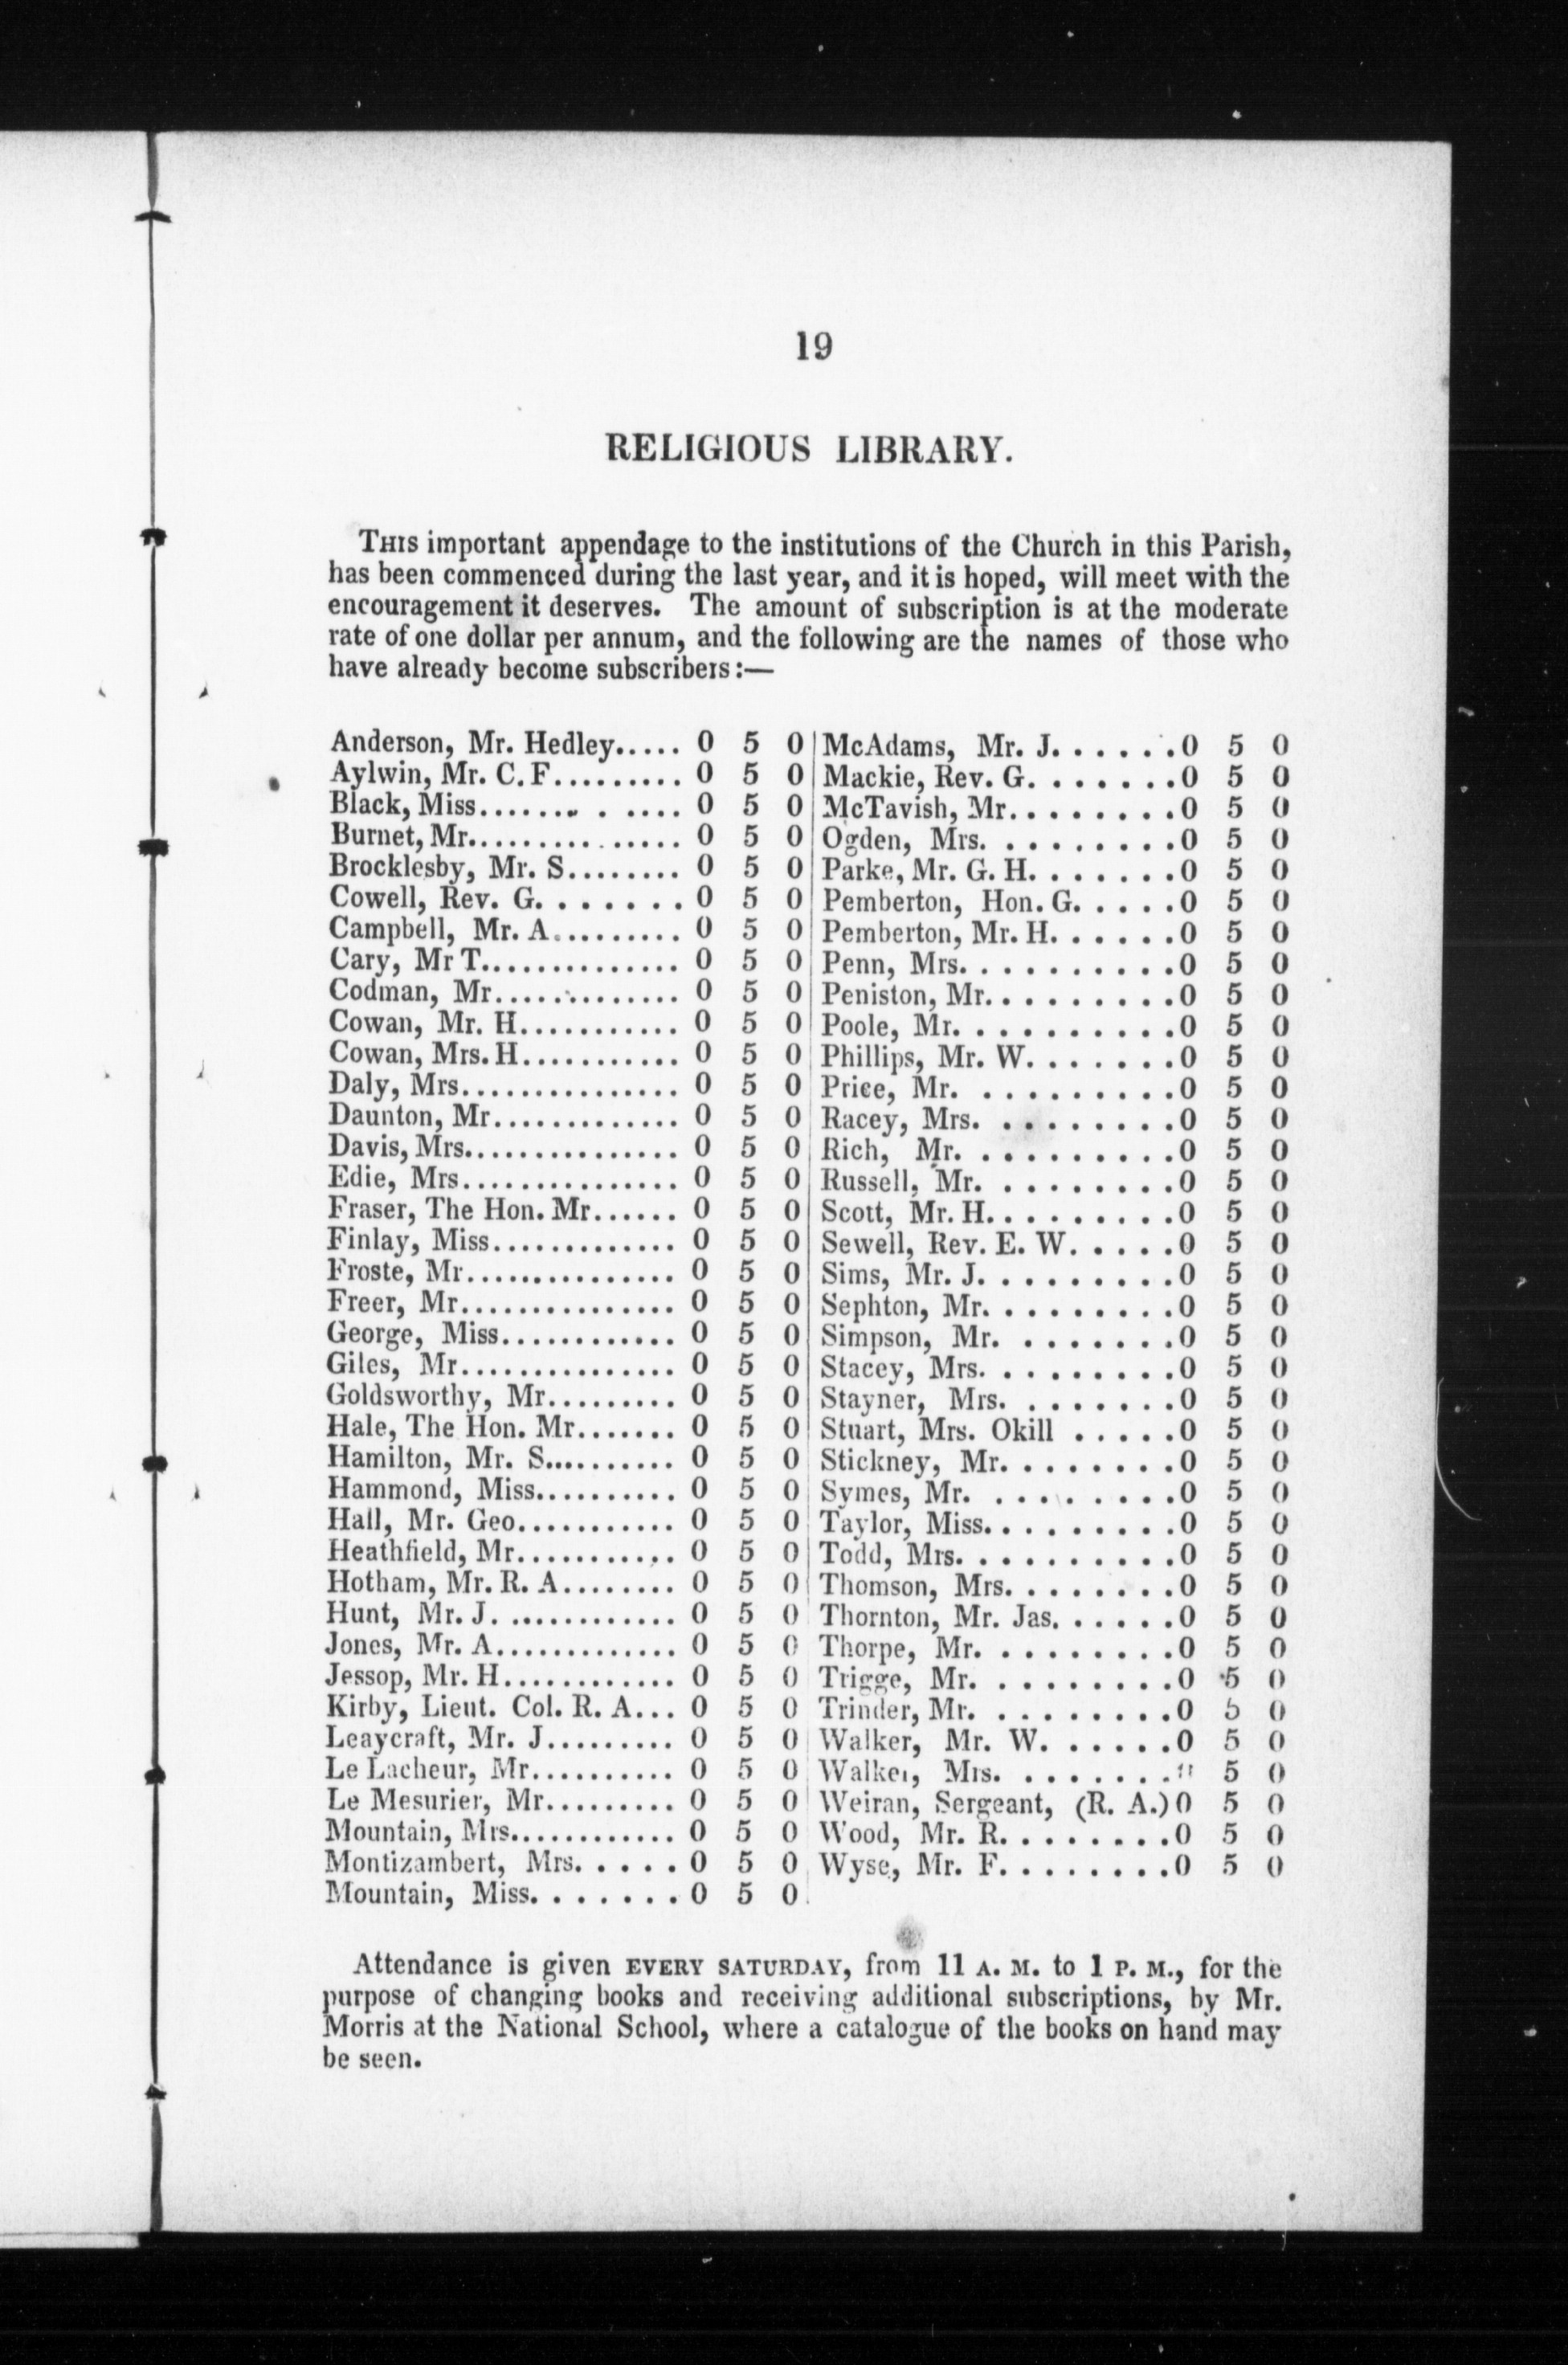 19
RELIGIOUS LIBRARY.
THIS important appendage to the institutions of the Church in this Parish,
has been commenced during the last year, and it is hoped, will meet with the
encouragement it deserves. The amount of subscription is at the moderate
rate of one dollar per annum, and the following are the names of those who
have already become subscribers:—
Anderson, Mr. Hedley..... 0 5 0
Aylwin, Mr. C. F......... 0 5 0
Black, Miss....... . .... 0 5 0
Burnet, Mr................ 0 5 0
Brocklesby, Mr. S........ 0 5 0
Cowell, Rev. G. . . . . . . 0 5 0
Campbell, Mr. A.......... 0 5 0
Cary, Mr T............... 0 5 0
Codman, Mr.............. 0 5 0
Cowan, Mr. H............ 0 5 0
Cowan, Mrs. H........... 0 5 0
Daly, Mrs................ 0 5 0
Daunton, Mr.............. 0 5 0
Davis, Mrs................ 0 5 0
Edie, Mrs................ 0 5 0
Fraser, The Hon. Mr...... 0 5 0
Finlay, Miss............. 0 5 0
Froste, Mr................ 0 5 0
Freer, Mr................ 0 5 0
George, Miss............. 0 5 0
Giles, Mr................ 0 5 0
Goldsworthy, Mr......... 0 5 0
Hale, The Hon. Mr....... 0 5 0
Hamilton, Mr. S.......... 0 5 0
Hammond, Miss.......... 0 5 0
Hall, Mr. Geo............ 0 5 0
Heathfield, Mr............ 0 5 0
Hotham, Mr. R. A........ 0 5 0
Hunt, Mr. J. ............. 0 5 0
Jones, Mr. A............. 0 5 0
Jessop, Mr. H............ 0 5 0
Kirby, Lieut. Col. R. A... 0 5 0
Leaycraft, Mr. J......... 0 5 0
Le Lacheur, Mr.......... 0 5 0
Le Mesurier, Mr......... 0 5 0
Mountain, Mrs............ 0 5 0
Montizambert, Mrs. . . . . 0 5 0
Mountain, Miss. . . . . . . 0 5 0
McAdams, Mr. J. . . . . . 0 5 0
Mackie, Rev. G. . . . . . . 0 5 0
McTavish, Mr. . . . . . . . 0 5 0
Ogden, Mrs. . . . . . . . . 0 5 0
Parke, Mr. G. H. . . . . . . 0 5 0
Pemberton, Hon. G. . . . . 0 5 0
Pemberton, Mr. H. . . . . . 0 5 0
Penn, Mrs. . . . . . . . . . 0 5 0
Peniston, Mr. . . . . . . . . 0 5 0
Poole, Mr. . . . . . . . . . 0 5 0
Phillips, Mr. W. . . . . . . 0 5 0
Price, Mr. . . . . . . . . . 0 5 0
Racey, Mrs. . . . . . . . . 0 5 0
Rich, Mr. . . . . . . . . . 0 5 0
Russell, Mr. . . . . . . . . 0 5 0
Scott, Mr. H. . . . . . . . . 0 5 0
Sewell, Rev. E. W. . . . . 0 5 0
Sims, Mr. J. . . . . . . . . 0 5 0
Sephton, Mr. . . . . . . . . 0 5 0
Simpson, Mr. . . . . . . . 0 5 0
Stacey, Mrs. . . . . . . . . 0 5 0
Stayner, Mrs. . . . . . . . 0 5 0
Stuart, Mrs. Okill . . . . . 0 5 0
Stickney, Mr. . . . . . . . 0 5 0
Symes, Mr. . . . . . . . . 0 5 0
Taylor, Miss. . . . . . . . . 0 5 0
Todd, Mrs. . . . . . . . . . 0 5 0
Thomson, Mrs. . . . . . . . 0 5 0
Thornton, Mr. Jas. . . . . . 0 5 0
Thorpe, Mr. . . . . . . . . 0 5 0
Trigge, Mr. . . . . . . . . 0 5 0
Trinder, Mr. . . . . . . . . 0 5 0
Walker, Mr. W. . . . . . . 0 5 0
Walker, Mrs. . . . . . . . 0 5 0
Weiran, Sergeant, (R. A.) 0 5 0
Wood, Mr. R. . . . . . . . 0 5 0
Wyse, Mr. F. . . . . . . . 0 5 0
Attendance is given EVERY SATURDAY, from 11 A. M. to 1 P. M., for the
purpose of changing books and receiving additional subscriptions, by Mr.
Morris at the National School, where a catalogue of the books on hand may
be seen.